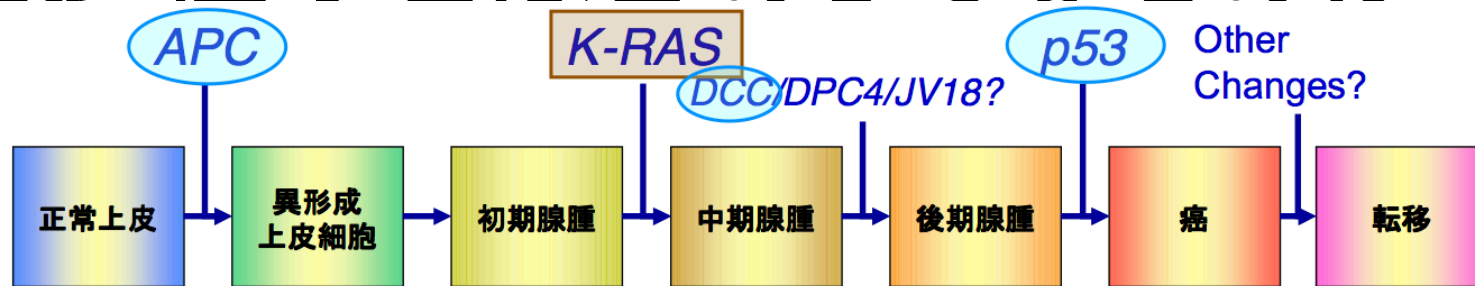 APC
K-RAS
DCC/DPC4/JV18?
p53
Other
Changes?
正常上皮
異形成
上皮細胞
初期腺腫
中期腺腫
後期腺腫
癌
転移